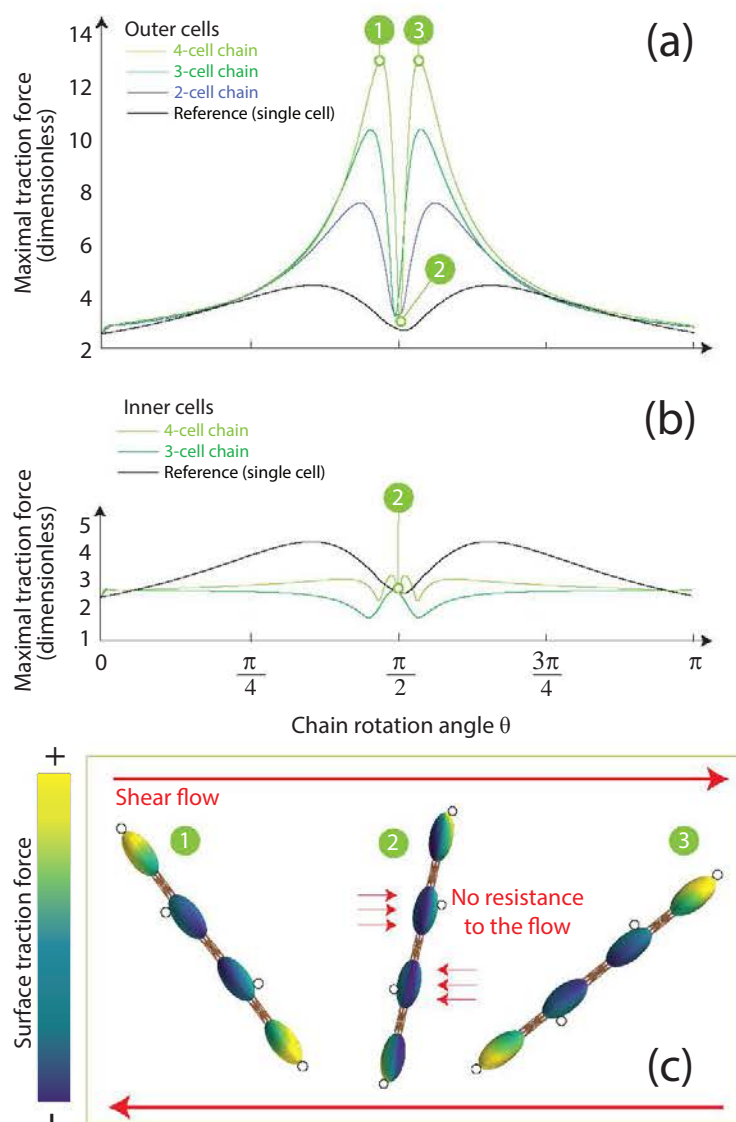 14
12
10
8
6
4
2
Maximal traction force
(dimensionless)
Outer cells
4-cell chain
3-cell chain
2-cell chain
Reference (single cell)
1
3
2
(a)
Inner cells
4-cell chain
3-cell chain
Reference (single cell)
2
(b)
5
4
3
2
1
Maximal traction force
(dimensionless)
0
π/4
π/2
3π/4
π
Chain rotation angle θ
+
Surface traction force
-
Shear flow
1
2
3
No resistance
to the flow
(c)